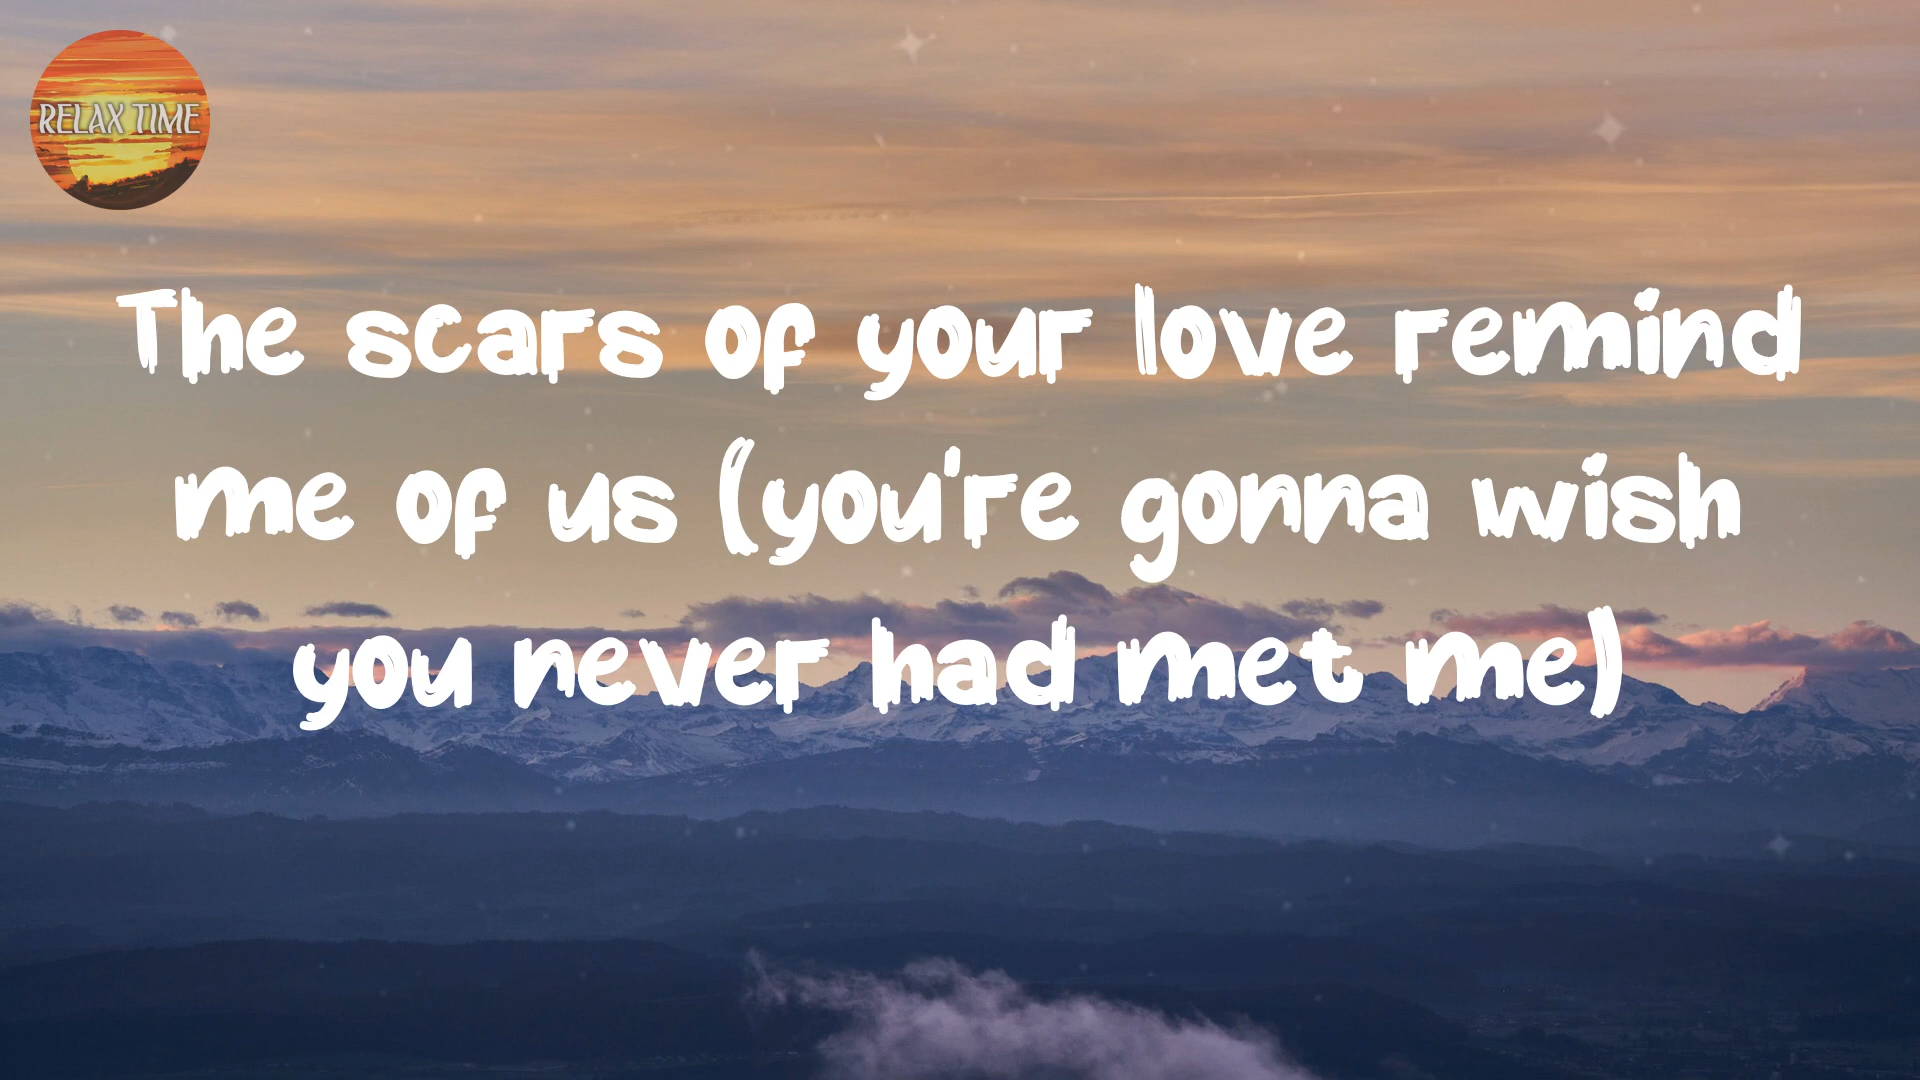 RELAX TIME
The scars of your love remind
me of us (you're gonna wish
you never had met me)